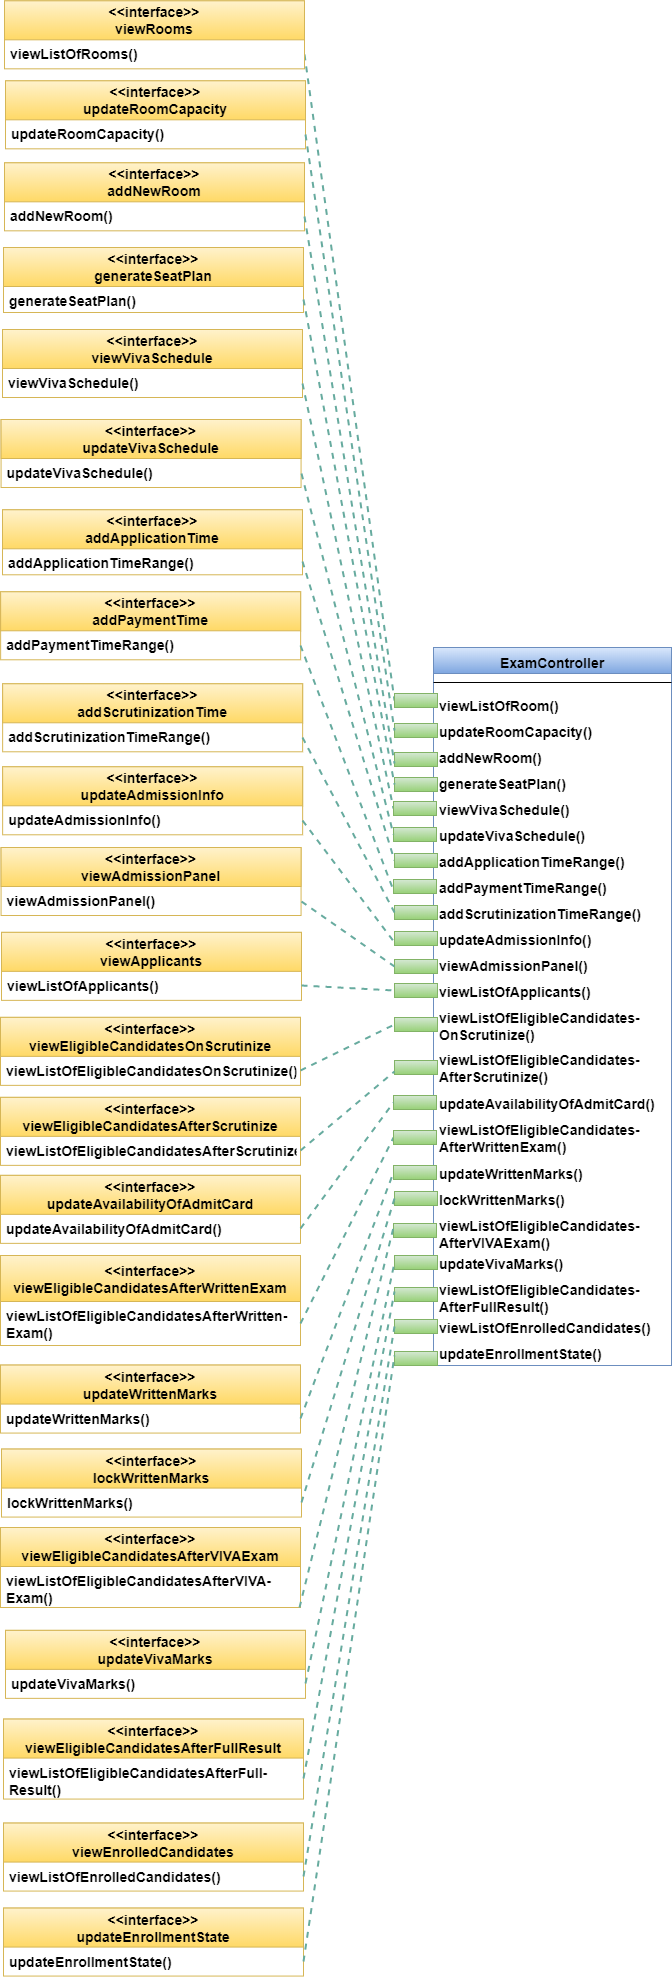 <<interface>>
viewRooms
viewListOfRooms()
<<interface>>
updateRoomCapacity
updateRoomCapacity()
<<interface>>
addNewRoom
addNewRoom()
<<interface>>
generateSeatPlan
generateSeatPlan()
<<interface>>
viewVivaSchedule
viewVivaSchedule()
<<interface>>
updateVivaSchedule
updateVivaSchedule()
<<interface>>
addApplicationTime
addApplicationTimeRange()
<<interface>>
addPaymentTime
addPaymentTimeRange()
<<interface>>
addScrutinizationTime
addScrutinizationTimeRange()
<<interface>>
updateAdmissionInfo
updateAdmissionInfo()
<<interface>>
viewAdmissionPanel
viewAdmissionPanel()
<<interface>>
viewApplicants
viewListOfApplicants()
<<interface>>
viewEligibleCandidatesOnScrutinize
viewListOfEligibleCandidatesOnScrutinize()
<<interface>>
viewEligibleCandidatesAfterScrutinize
viewListOfEligibleCandidatesAfterScrutinize
<<interface>>
updateAvailabilityOfAdmitCard
updateAvailabilityOfAdmitCard()
<<interface>>
viewEligibleCandidatesAfterWrittenExam
viewListOfEligibleCandidatesAfterWritten-
Exam()
<<interface>>
updateWrittenMarks
updateWrittenMarks()
<<interface>>
lockWrittenMarks
lockWrittenMarks()
<<interface>>
viewEligibleCandidatesAfterVIVAExam
viewListOfEligibleCandidatesAfterVIVA-
Exam()
<<interface>>
updateVivaMarks
updateVivaMarks()
<<interface>>
viewEligibleCandidatesAfterFullResult
viewListOfEligibleCandidatesAfterFull-
Result()
<<interface>>
viewEnrolledCandidates
viewListOfEnrolledCandidates()
<<interface>>
updateEnrollmentState
updateEnrollmentState()
ExamController
viewListOfRoom()
updateRoomCapacity()
addNewRoom()
generateSeatPlan()
viewVivaSchedule()
updateVivaSchedule()
addApplicationTimeRange()
addPaymentTimeRange()
addScrutinizationTimeRange()
updateAdmissionInfo()
viewAdmissionPanel()
viewListOfApplicants()
viewListOfEligibleCandidates-
OnScrutinize()
viewListOfEligibleCandidates-
AfterScrutinize()
updateAvailabilityOfAdmitCard()
viewListOfEligibleCandidates-
AfterWrittenExam()
updateWrittenMarks()
lockWrittenMarks()
viewListOfEligibleCandidates-
AfterVIVAExam()
updateVivaMarks()
viewListOfEligibleCandidates-
AfterFullResult()
viewListOfEnrolledCandidates()
updateEnrollmentState()